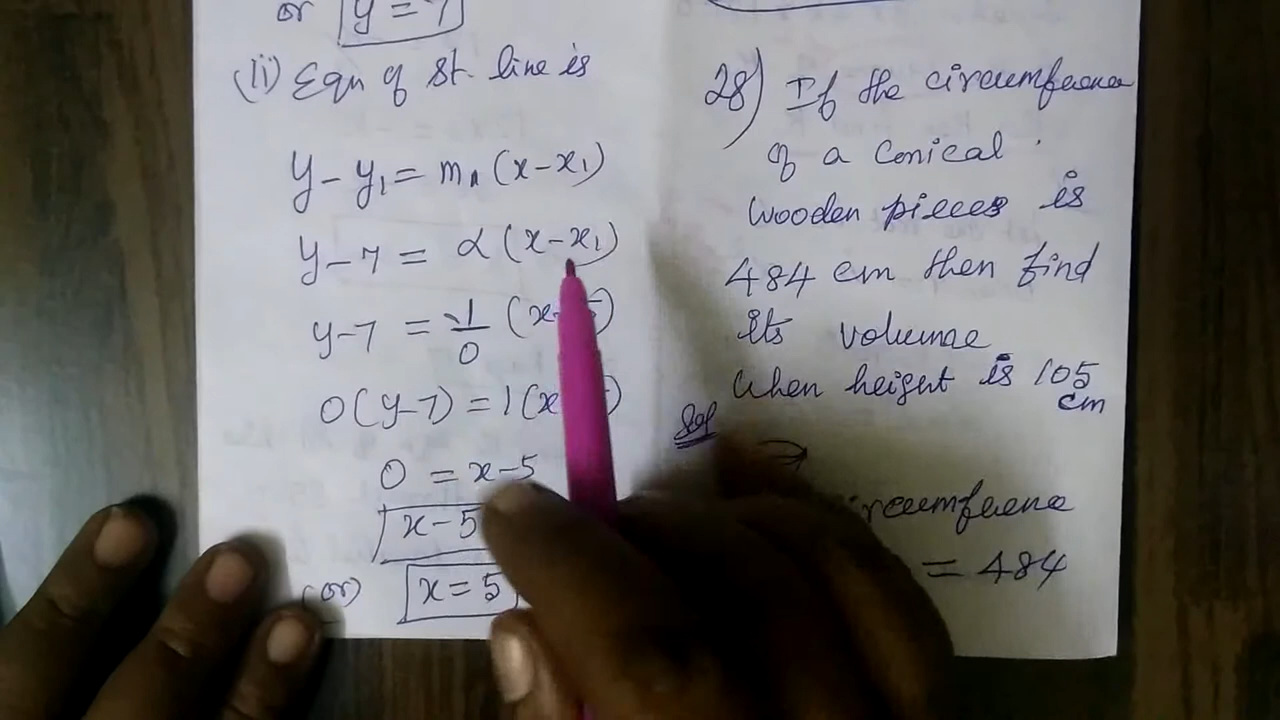 or y = 7
(ii) Eqn of St. line is
y - y₁ = m (x - x₁)
y - 7 = α (x - x₁)
y - 7 = 1/0 (x
0(y-7) = 1(x
0 = x - 5
x - 5
(or) x = 5
28) If the circumference
of a Conical
wooden pieces is
484 cm then find
its volume
When height is 105
cm
Sol
= 484